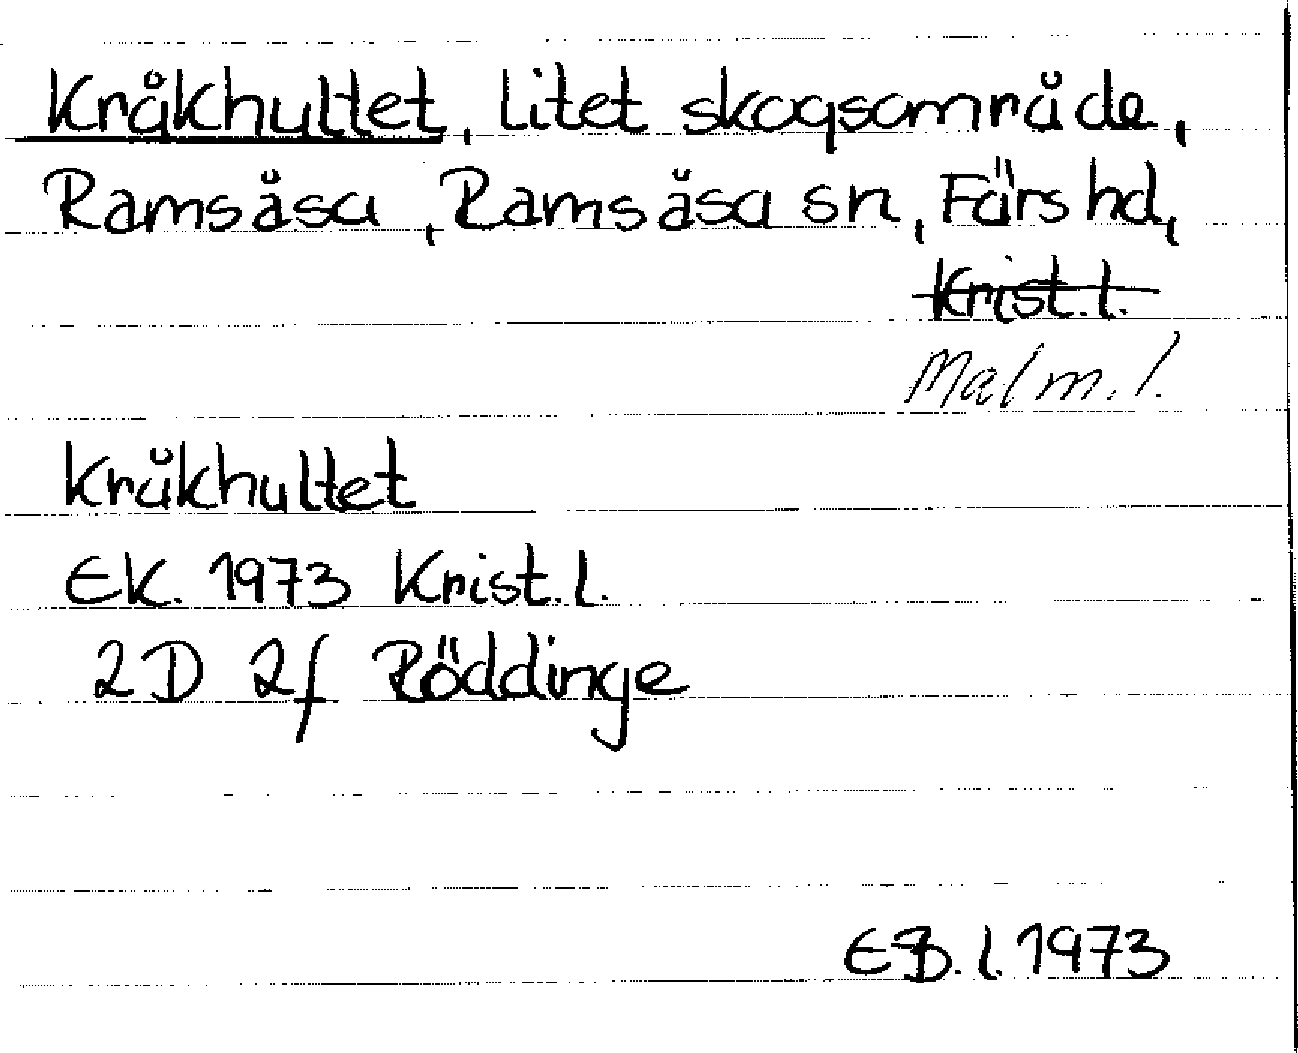 Kråkhultet, litet skogsområde,
Ramsåsa, Ramsåsa sn, Färs hd,
Krist. l.
Malm. l.
Kråkhultet
EK. 1973 Krist. l.
2D 2f Röddinge
EB. l. 1973